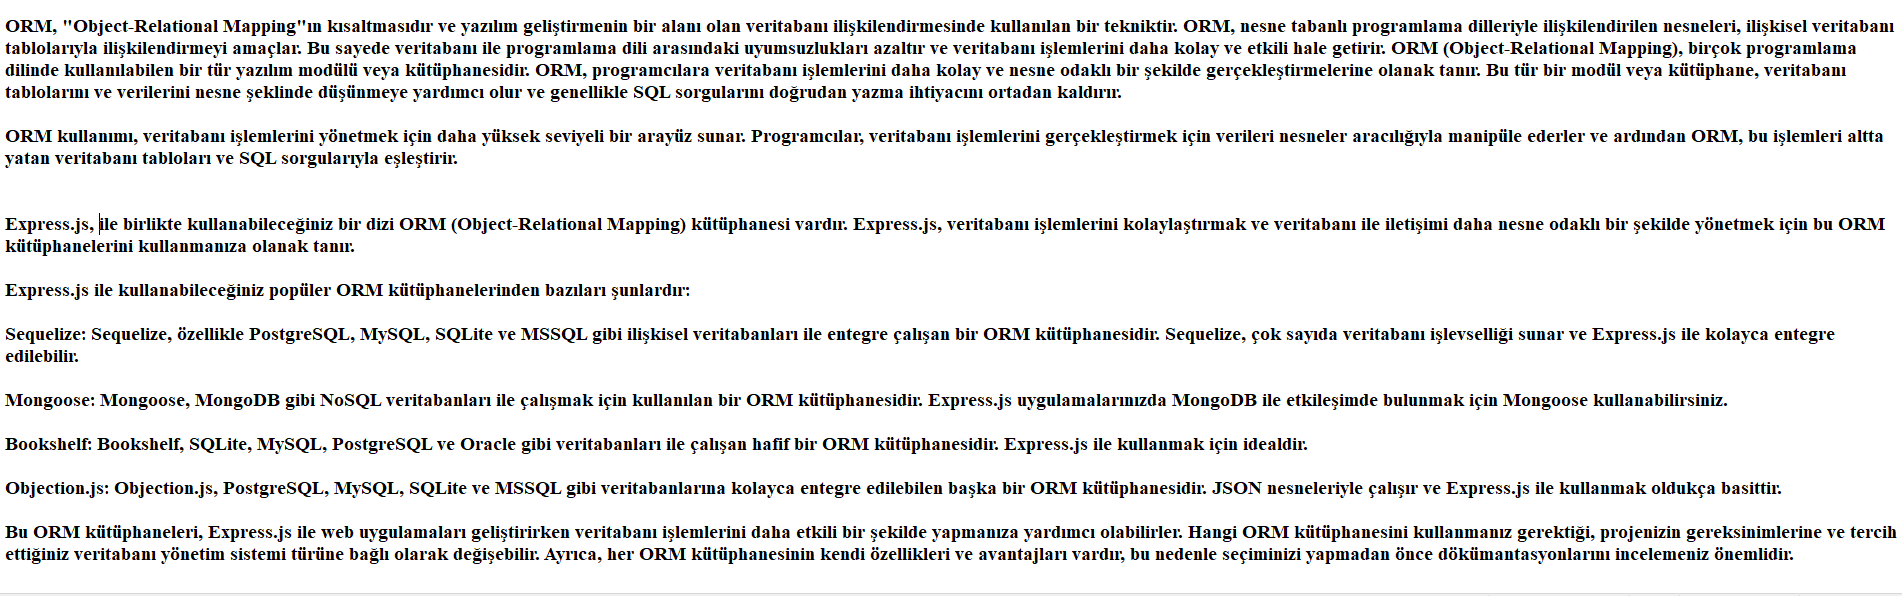 ORM, "Object-Relational Mapping"ın kısaltmasıdır ve yazılım geliştirmenin bir alanı olan veritabanı ilişkilendirmesinde kullanılan bir tekniktir. ORM, nesne tabanlı programlama dilleriyle ilişkilendirilen nesneleri, ilişkisel veritabanı
tablolarıyla ilişkilendirmeyi amaçlar. Bu sayede veritabanı ile programlama dili arasındaki uyumsuzlukları azaltır ve veritabanı işlemlerini daha kolay ve etkili hale getirir. ORM (Object-Relational Mapping), birçok programlama
dilinde kullanılabilen bir tür yazılım modülü veya kütüphanesidir. ORM, programcılara veritabanı işlemlerini daha kolay ve nesne odaklı bir şekilde gerçekleştirmelerine olanak tanır. Bu tür bir modül veya kütüphane, veritabanı
tablolarını ve verilerini nesne şeklinde düşünmeye yardımcı olur ve genellikle SQL sorgularını doğrudan yazma ihtiyacını ortadan kaldırır.
ORM kullanımı, veritabanı işlemlerini yönetmek için daha yüksek seviyeli bir arayüz sunar. Programcılar, veritabanı işlemlerini gerçekleştirmek için verileri nesneler aracılığıyla manipüle ederler ve ardından ORM, bu işlemleri altta
yatan veritabanı tabloları ve SQL sorgularıyla eşleştirir.
Express.js, ile birlikte kullanabileceğiniz bir dizi ORM (Object-Relational Mapping) kütüphanesi vardır. Express.js, veritabanı işlemlerini kolaylaştırmak ve veritabanı ile iletişimi daha nesne odaklı bir şekilde yönetmek için bu ORM
kütüphanelerini kullanmanıza olanak tanır.
Express.js ile kullanabileceğiniz popüler ORM kütüphanelerinden bazıları şunlardır:
Sequelize: Sequelize, özellikle PostgreSQL, MySQL, SQLite ve MSSQL gibi ilişkisel veritabanları ile entegre çalışan bir ORM kütüphanesidir. Sequelize, çok sayıda veritabanı işlevselliği sunar ve Express.js ile kolayca entegre
edilebilir.
Mongoose: Mongoose, MongoDB gibi NoSQL veritabanları ile çalışmak için kullanılan bir ORM kütüphanesidir. Express.js uygulamalarınızda MongoDB ile etkileşimde bulunmak için Mongoose kullanabilirsiniz.
Bookshelf: Bookshelf, SQLite, MySQL, PostgreSQL ve Oracle gibi veritabanları ile çalışan hafif bir ORM kütüphanesidir. Express.js ile kullanmak için idealdir.
Objection.js: Objection.js, PostgreSQL, MySQL, SQLite ve MSSQL gibi veritabanlarına kolayca entegre edilebilen başka bir ORM kütüphanesidir. JSON nesneleriyle çalışır ve Express.js ile kullanmak oldukça basittir.
Bu ORM kütüphaneleri, Express.js ile web uygulamaları geliştirirken veritabanı işlemlerini daha etkili bir şekilde yapmanıza yardımcı olabilirler. Hangi ORM kütüphanesini kullanmanız gerektiği, projenizin gereksinimlerine ve tercih
ettiğiniz veritabanı yönetim sistemi türüne bağlı olarak değişebilir. Ayrıca, her ORM kütüphanesinin kendi özellikleri ve avantajları vardır, bu nedenle seçiminizi yapmadan önce dökümantasyonlarını incelemeniz önemlidir.